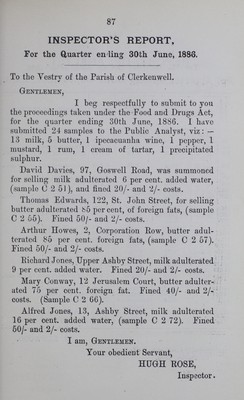 87
INSPECTOR'S REPORT,
For the Quarter ending 30th June, 1886.
To the Vestry of the Parish of Clerkenwell.
GENTLEMEN,
I beg respectfully to submit to you
the proceedings taken under the Food and Drugs Act,
for the quarter ending 30th June, 1886. I have
submitted 24 samples to the Public Analyst, viz: —
13 milk, 5 butter, 1 ipecacuanha wine, 1 pepper, 1
mustard, 1 rum, 1 cream of tartar, 1 precipitated
sulphur.
David Davies, 97, Goswell Road, was summoned
for selling milk adulterated 6 per cent. added water,
(sample C 2 51), and fined 20/- and 2/- costs.
Thomas Edwards, 122, St. John Street, for selling
butter adulterated 85 per cent, of foreign fats, (sample
C 2 55). Fined 50/- and 2/- costs.
Arthur Howes, 2, Corporation Row, butter adul-
terated 85 per cent. foreign fats, (sample C 2 57).
Fined 50/- and 2/- costs.
Richard Jones, Upper Ashby Street, milk adulterated
9 per cent. added water. Fined 20/- and 2/- costs.
Mary Conway, 12 Jerusalem Court, butter adulter-
ated 75 per cent. foreign fat. Fined 40/- and 2/-
costs. (Sample C 2 66).
Alfred Jones, 13, Ashby Street, milk adulterated
16 per cent. added water, (sample C 2 72). Fined
50/- and 2/- costs.
I am, GENTLEMEN.
Your obedient Servant,
HUGH ROSE,
Inspector.